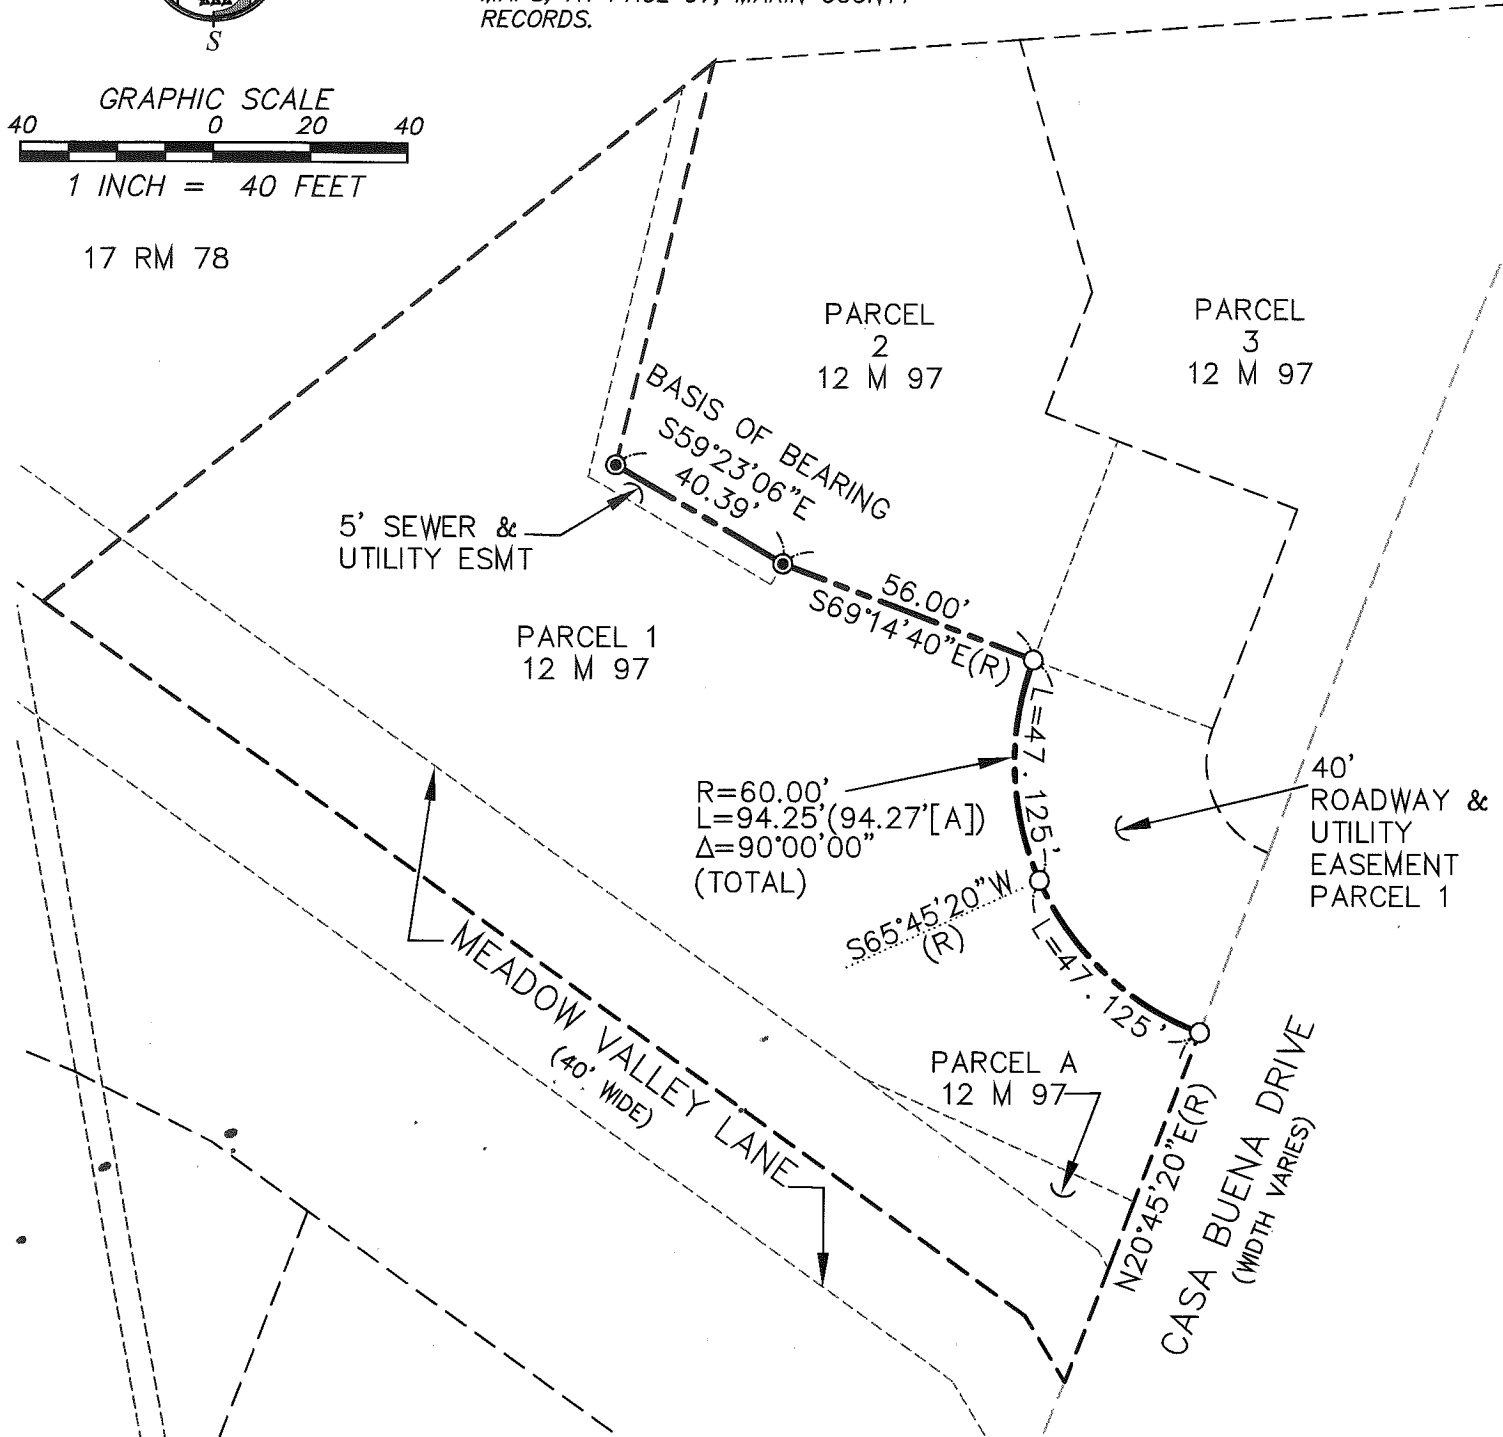 RECORDS.
S
GRAPHIC SCALE
40 0 20 40
1 INCH = 40 FEET
17 RM 78
PARCEL
2
12 M 97
PARCEL
3
12 M 97
BASIS OF BEARING
S59°23'06"E
40.39'
5' SEWER &
UTILITY ESMT
56.00'
S69°14'40"E(R)
PARCEL 1
12 M 97
L=47.125'
R=60.00'
L=94.25'(94.27'[A])
Δ=90°00'00"
(TOTAL)
40'
ROADWAY &
UTILITY
EASEMENT
PARCEL 1
S65°45'20"W
(R)
L=47.125'
MEADOW VALLEY LANE
(40' WIDE)
PARCEL A
12 M 97
N20°45'20"E(R)
CASA BUENA DRIVE
(WIDTH VARIES)